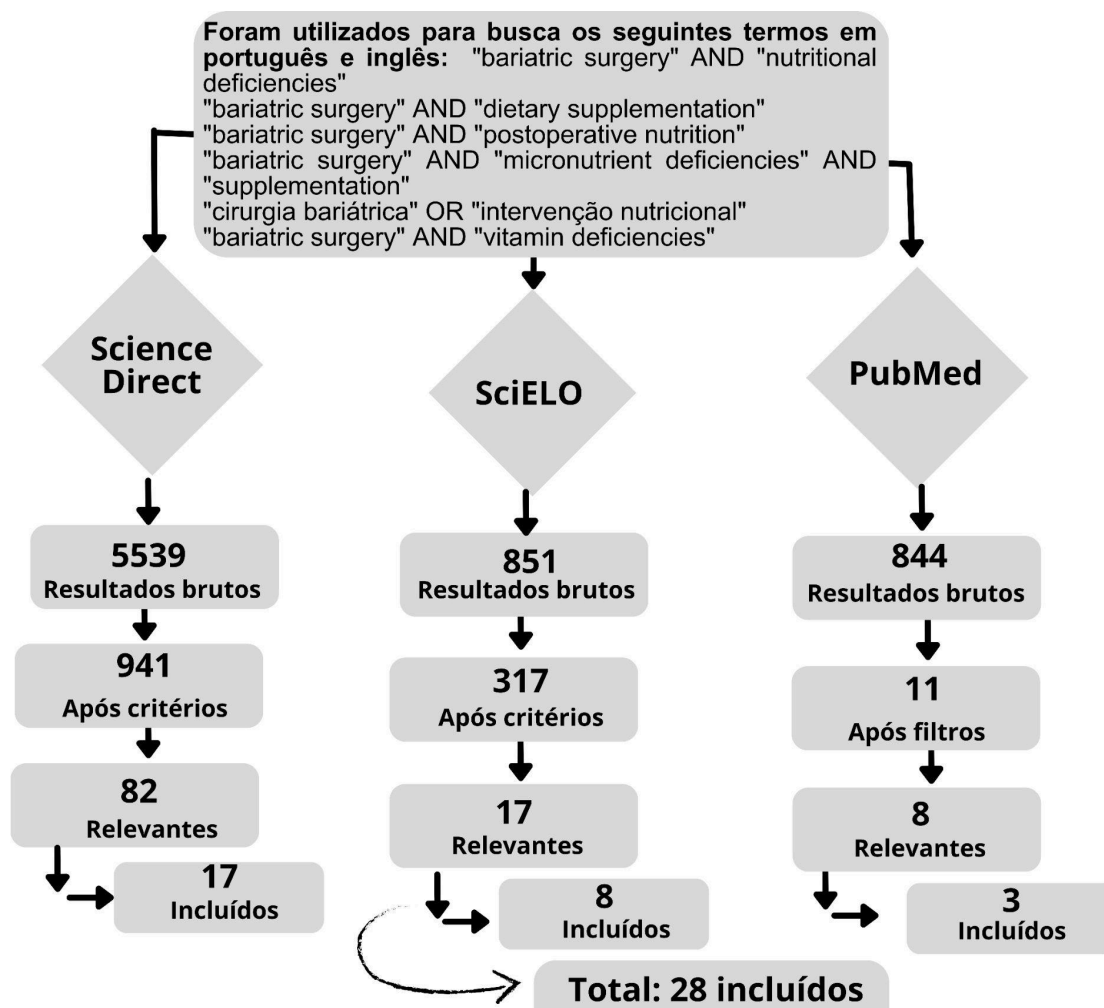 Foram utilizados para busca os seguintes termos em
português e inglês: "bariatric surgery" AND "nutritional
deficiencies"
"bariatric surgery" AND "dietary supplementation"
"bariatric surgery" AND "postoperative nutrition"
"bariatric surgery" AND "micronutrient deficiencies" AND
"supplementation"
"cirurgia bariátrica" OR "intervenção nutricional"
"bariatric surgery" AND "vitamin deficiencies"
Science
Direct
5539
Resultados brutos
941
Após critérios
82
Relevantes
17
Incluídos
SciELO
851
Resultados brutos
317
Após critérios
17
Relevantes
8
Incluídos
PubMed
844
Resultados brutos
11
Após filtros
8
Relevantes
3
Incluídos
Total: 28 incluídos